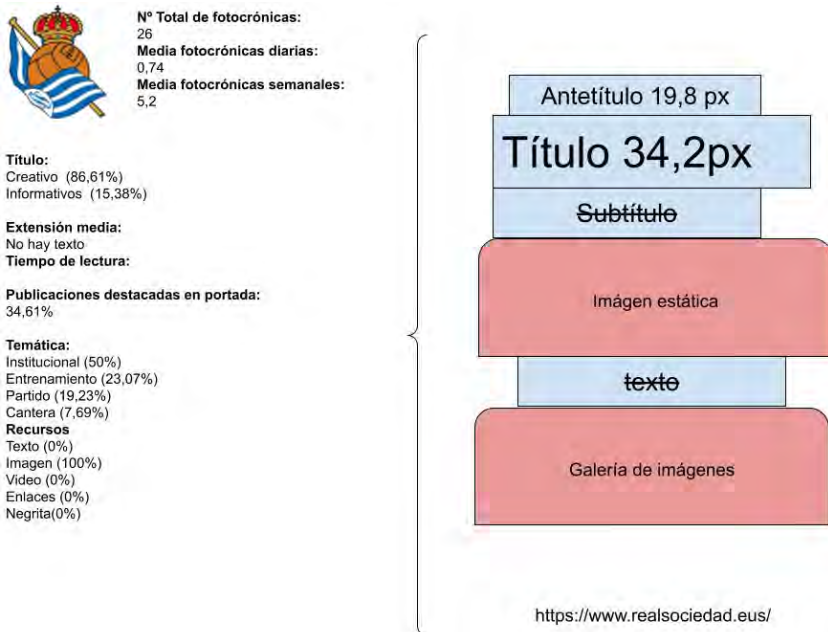 Nº Total de fotocrónicas:
26
Media fotocrónicas diarias:
0,74
Media fotocrónicas semanales:
5,2
Título:
Creativo (86,61%)
Informativos (15,38%)
Extensión media:
No hay texto
Tiempo de lectura:
Publicaciones destacadas en portada:
34,61%
Temática:
Institucional (50%)
Entrenamiento (23,07%)
Partido (19,23%)
Cantera (7,69%)
Recursos
Texto (0%)
Imagen (100%)
Video (0%)
Enlaces (0%)
Negrita(0%)
Antetítulo 19,8 px
Título 34,2px
Subtítulo
Imágen estática
texto
Galería de imágenes
https://www.realsociedad.eus/